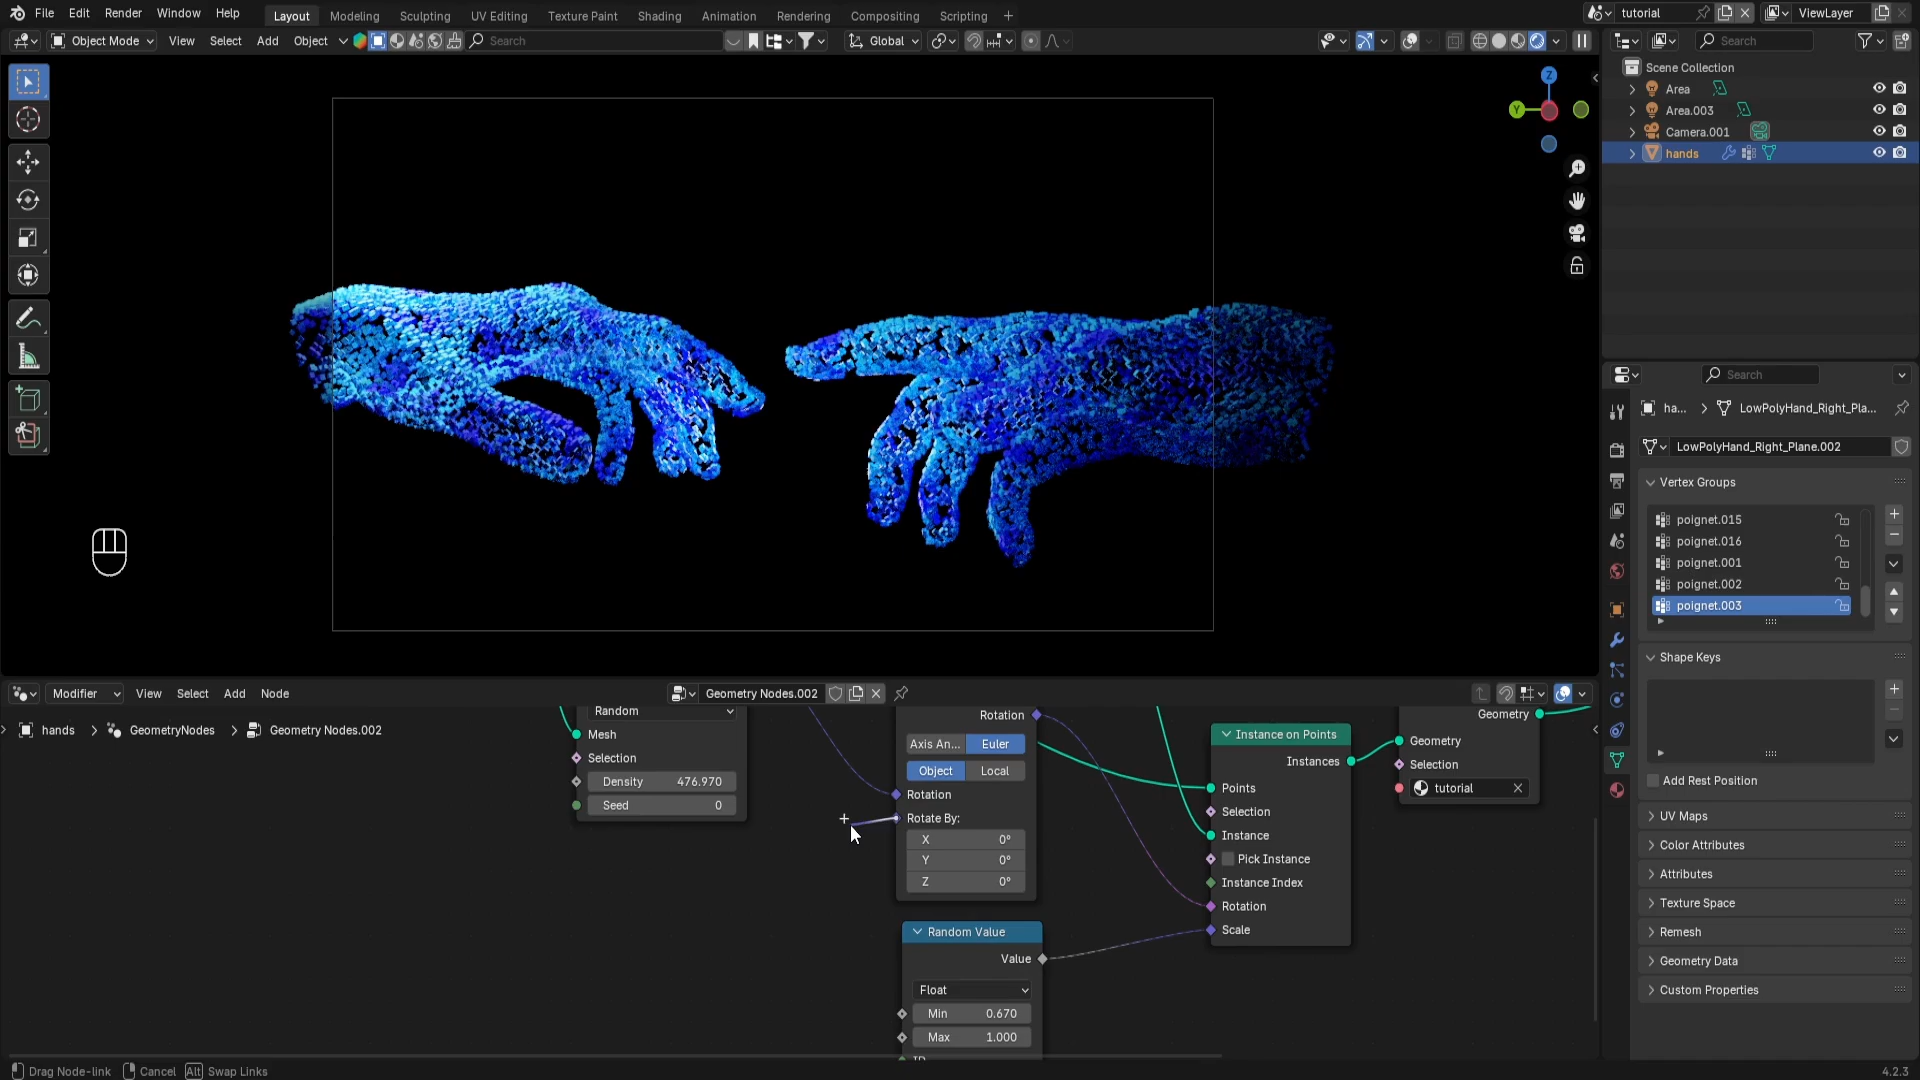 File Edit Render Window Help Layout Modeling Sculpting UV Editing Texture Paint Shading Animation Rendering Compositing Scripting + tutorial ViewLayer
Object Mode View Select Add Object Search Global Search
Z
Y
Scene Collection
Area
Area.003
Camera.001
hands
Search
ha... LowPolyHand_Right_Pla...
LowPolyHand_Right_Plane.002
Vertex Groups
poignet.015
poignet.016
poignet.001
poignet.002
poignet.003
Shape Keys
Add Rest Position
UV Maps
Color Attributes
Attributes
Texture Space
Remesh
Geometry Data
Custom Properties
Modifier View Select Add Node Geometry Nodes.002
hands GeometryNodes Geometry Nodes.002
Random
Mesh
Selection
Density 476.970
Seed 0
Rotation
Axis An... Euler
Object Local
Rotation
Rotate By:
X 0°
Y 0°
Z 0°
Random Value
Value
Float
Min 0.670
Max 1.000
ID
Instance on Points
Instances
Points
Selection
Instance
Pick Instance
Instance Index
Rotation
Scale
Geometry
Geometry
Selection
tutorial
Drag Node-link Cancel Alt Swap Links 4.2.3